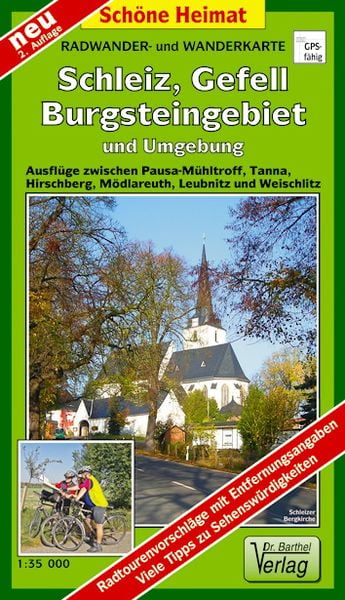 neu
2. Auflage
Schöne Heimat
RADWANDER- und WANDERKARTE
GPS-
fähig
Schleiz, Gefell
Burgsteingebiet
und Umgebung
Ausflüge zwischen Pausa-Mühltroff, Tanna,
Hirschberg, Mödlareuth, Leubnitz und Weischlitz
Schleizer
Bergkirche
1:35 000
Radtourenvorschläge mit Entfernungsangaben
Viele Tipps zu Sehenswürdigkeiten
Dr. Barthel
Verlag